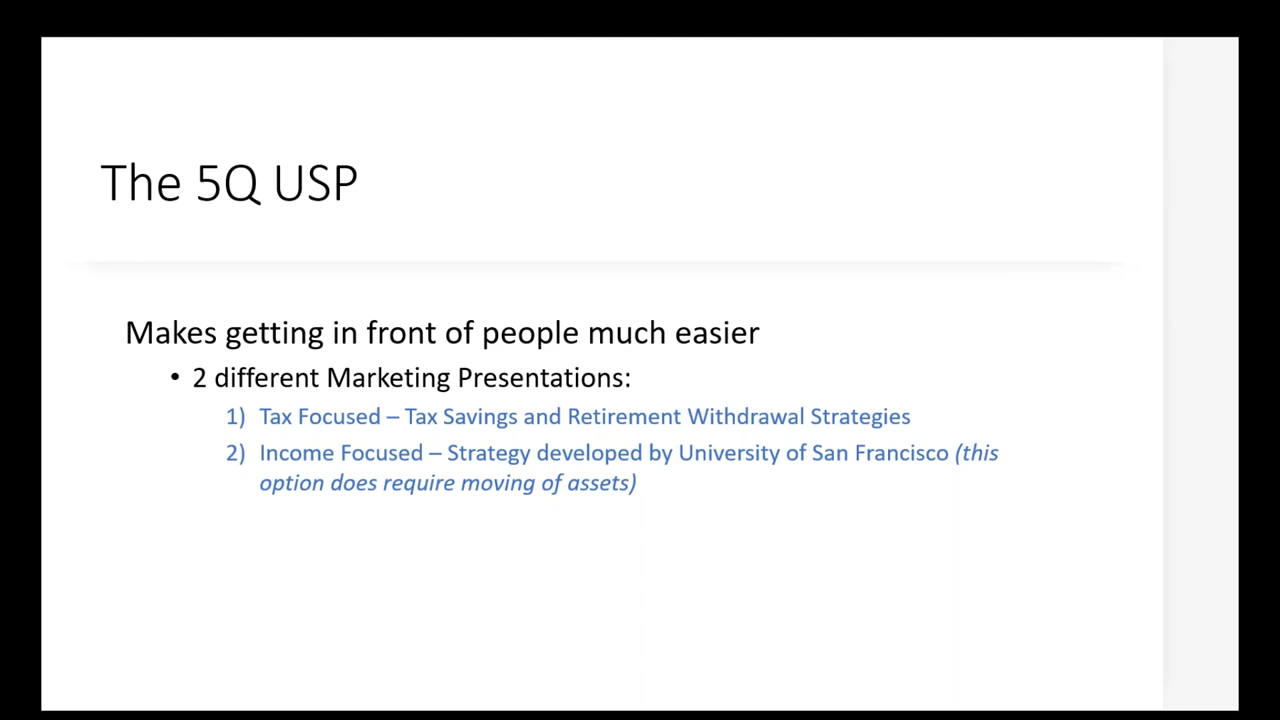 The 5Q USP
Makes getting in front of people much easier
• 2 different Marketing Presentations:
1) Tax Focused – Tax Savings and Retirement Withdrawal Strategies
2) Income Focused – Strategy developed by University of San Francisco (this
option does require moving of assets)